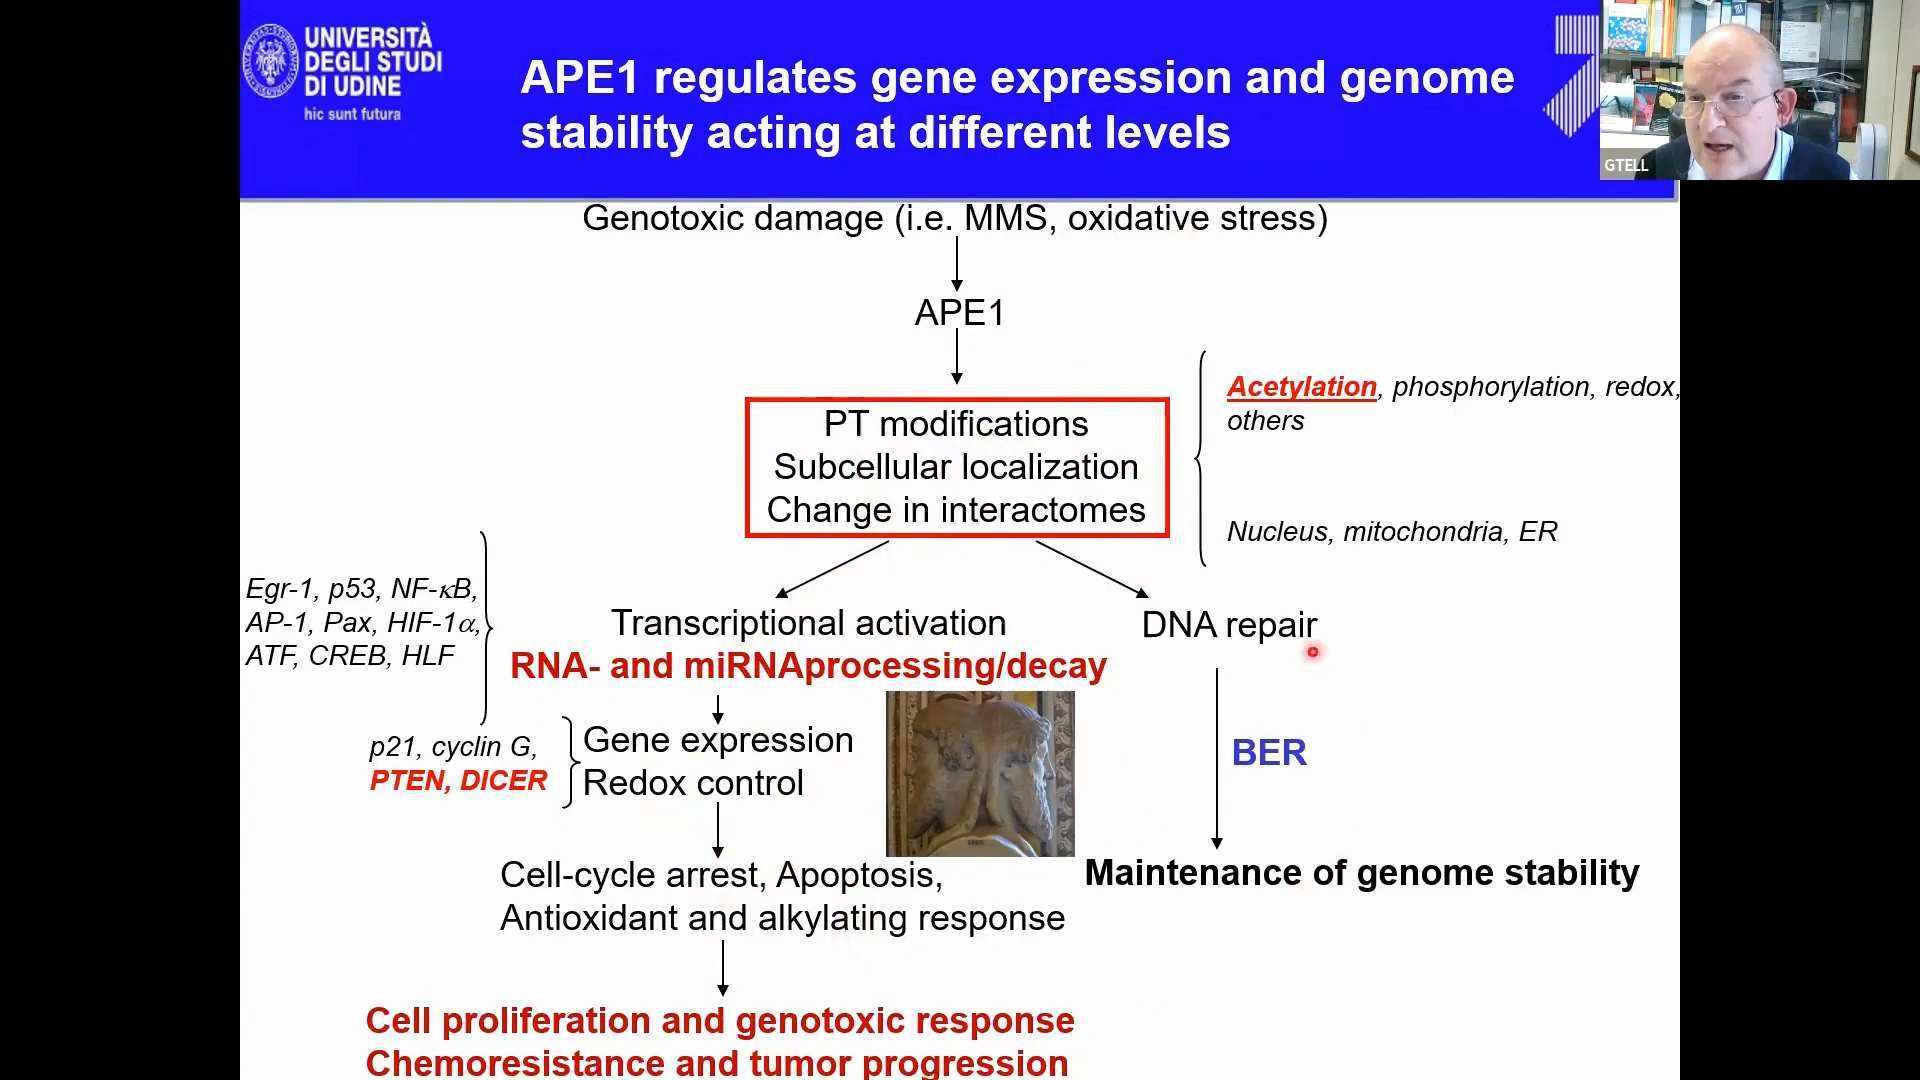 UNIVERSITÀ
DEGLI STUDI
DI UDINE
hic sunt futura
APE1 regulates gene expression and genome
stability acting at different levels
GTELL
Genotoxic damage (i.e. MMS, oxidative stress)
APE1
PT modifications
Subcellular localization
Change in interactomes
Acetylation, phosphorylation, redox,
others
Nucleus, mitochondria, ER
Egr-1, p53, NF-κB,
AP-1, Pax, HIF-1α,
ATF, CREB, HLF
Transcriptional activation
RNA- and miRNAprocessing/decay
DNA repair
p21, cyclin G,
PTEN, DICER
Gene expression
Redox control
BER
Cell-cycle arrest, Apoptosis,
Antioxidant and alkylating response
Maintenance of genome stability
Cell proliferation and genotoxic response
Chemoresistance and tumor progression